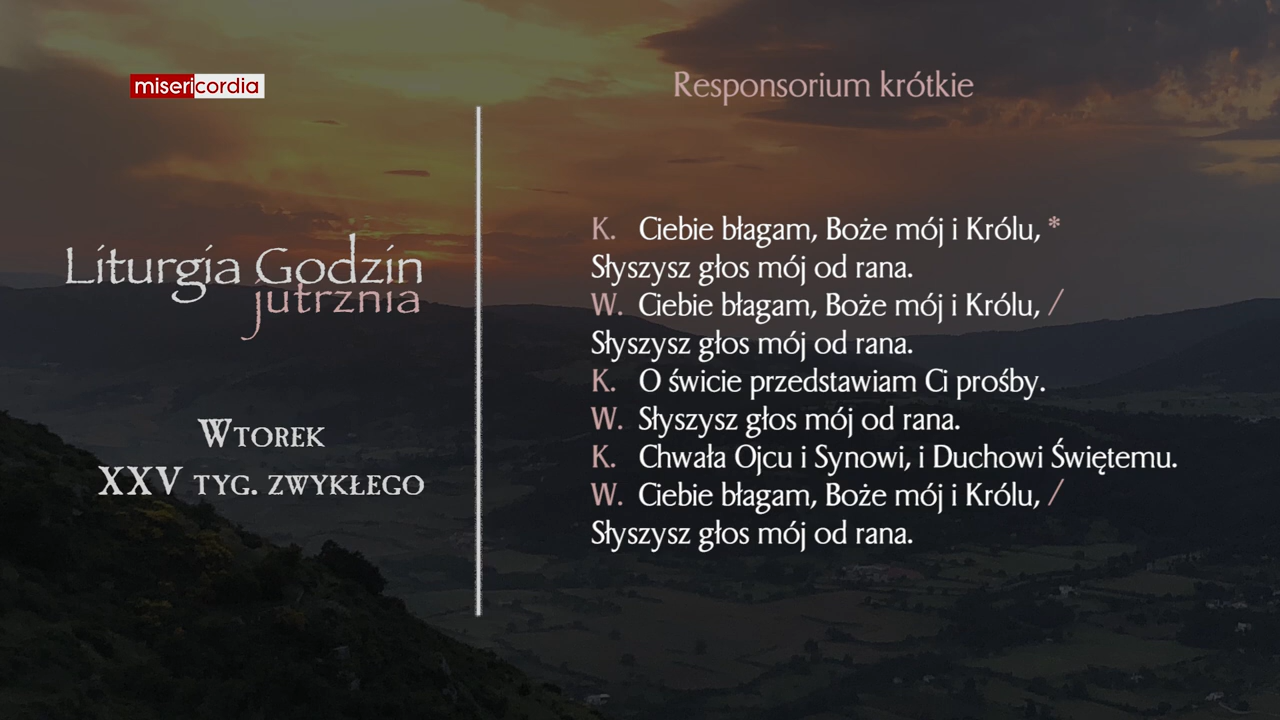 misericordia
Liturgia Godzin
jutrznia
Wtorek
XXV tyg. zwykłego
Responsorium krótkie
K. Ciebie błagam, Boże mój i Królu, *
Słyszysz głos mój od rana.
W. Ciebie błagam, Boże mój i Królu, /
Słyszysz głos mój od rana.
K. O świcie przedstawiam Ci prośby.
W. Słyszysz głos mój od rana.
K. Chwała Ojcu i Synowi, i Duchowi Świętemu.
W. Ciebie błagam, Boże mój i Królu, /
Słyszysz głos mój od rana.